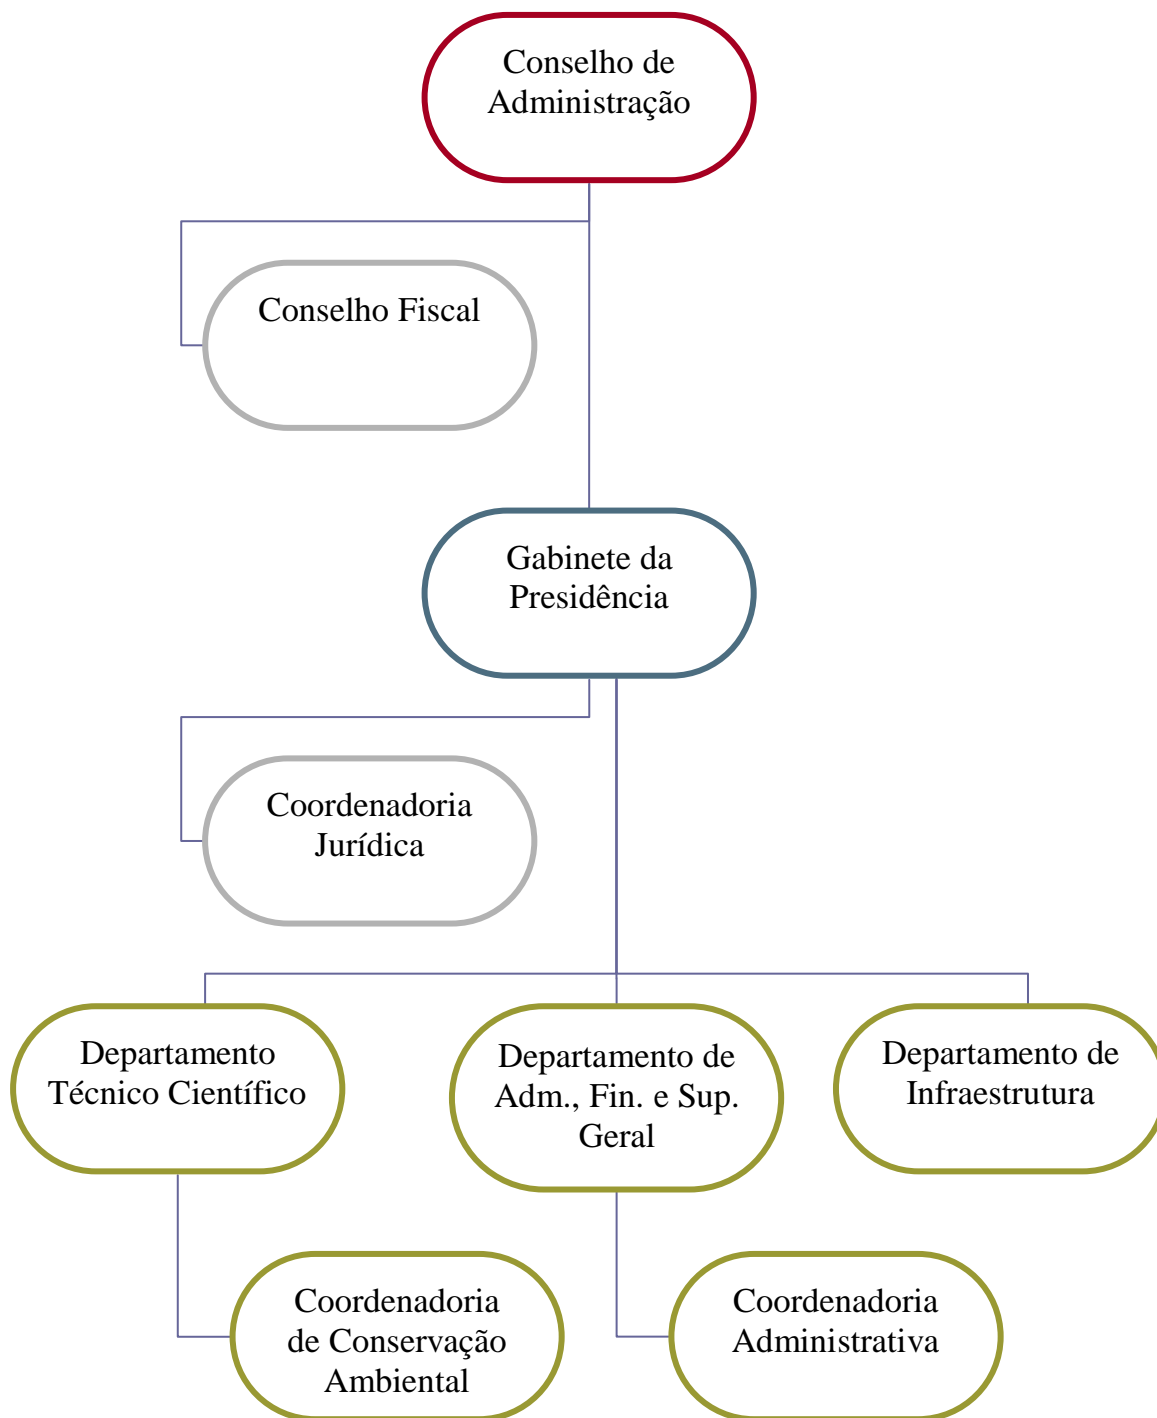 Conselho de
Administração
Conselho Fiscal
Gabinete da
Presidência
Coordenadoria
Jurídica
Departamento
Técnico Científico
Departamento de
Adm., Fin. e Sup.
Geral
Departamento de
Infraestrutura
Coordenadoria
de Conservação
Ambiental
Coordenadoria
Administrativa